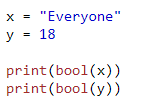 x = "Everyone"
y = 18
print(bool(x))
print(bool(y))